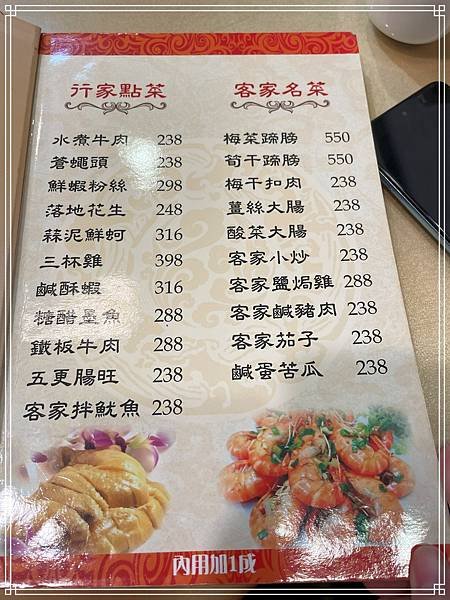 行家點菜
水煮牛肉 238
蒼蠅頭 238
鮮蝦粉絲 298
落地花生 248
蒜泥鮮蚵 316
三杯雞 398
鹹酥蝦 316
糖醋墨魚 288
鐵板牛肉 288
五更腸旺 238
客家拌魷魚 238
客家名菜
梅菜蹄膀 550
筍干蹄膀 550
梅干扣肉 238
薑絲大腸 238
酸菜大腸 238
客家小炒 238
客家鹽焗雞 288
客家鹹豬肉 238
客家茄子 238
鹹蛋苦瓜 238
內用加1成